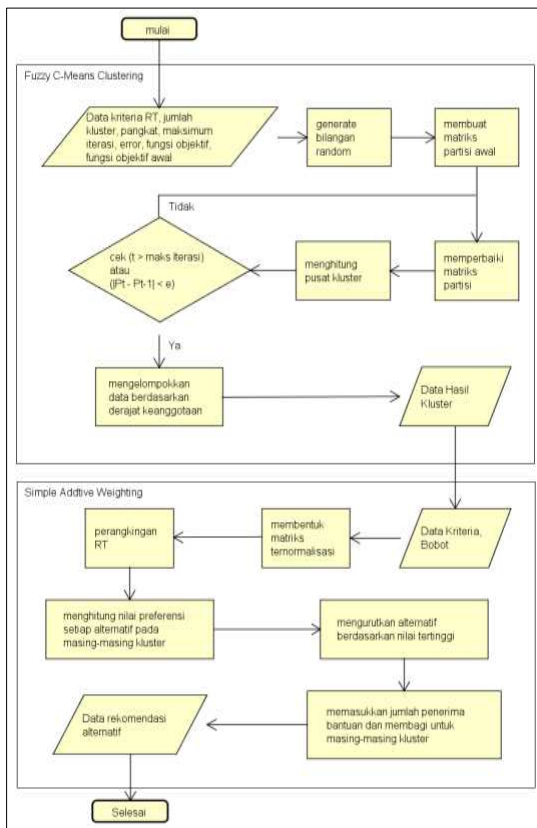 mulai
Fuzzy C-Means Clustering
Data kriteria RT, jumlah
kluster, pangkat, maksimum
iterasi, error, fungsi objektif,
fungsi objektif awal
generate
bilangan
random
membuat
matriks
partisi awal
Tidak
cek (t > maks Iterasi)
atau
(|Pt - Pt-1| < e)
menghitung
pusat kluster
memperbaiki
matriks
partisi
Ya
mengelompokkan
data berdasarkan
derajat keanggotaan
Data Hasil
Kluster
Simple Addtive Weighting
perangkingan
RT
membentuk
matriks
ternormalisasi
Data Kriteria,
Bobot
menghitung nilai preferensi
setiap alternatif pada
masing-masing kluster
mengurutkan alternatif
berdasarkan nilai tertinggi
Data rekomendasi
alternatif
memasukkan jumlah penerima
bantuan dan membagi untuk
masing-masing kluster
Selesai